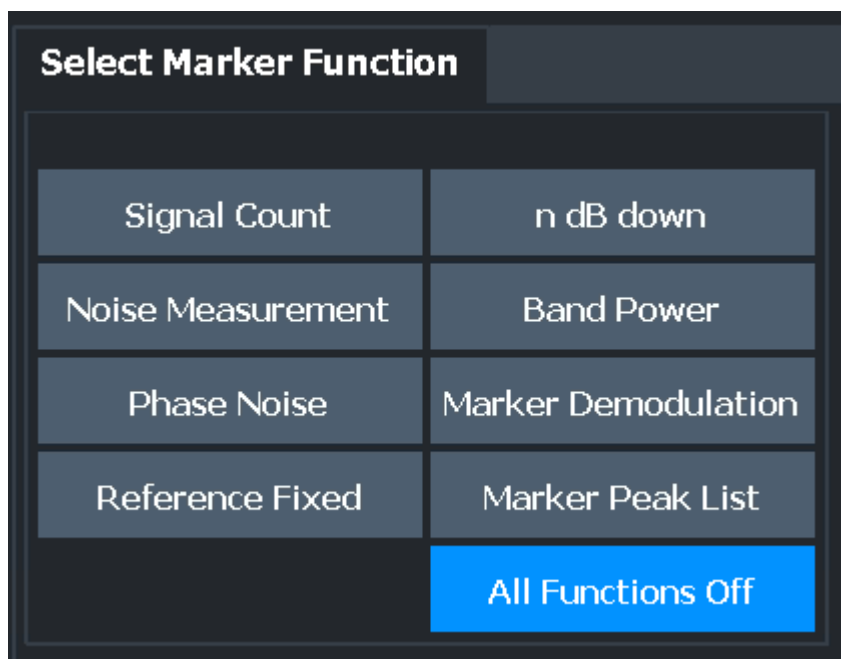 Select Marker Function
Signal Count
n dB down
Noise Measurement
Band Power
Phase Noise
Marker Demodulation
Reference Fixed
Marker Peak List
All Functions Off